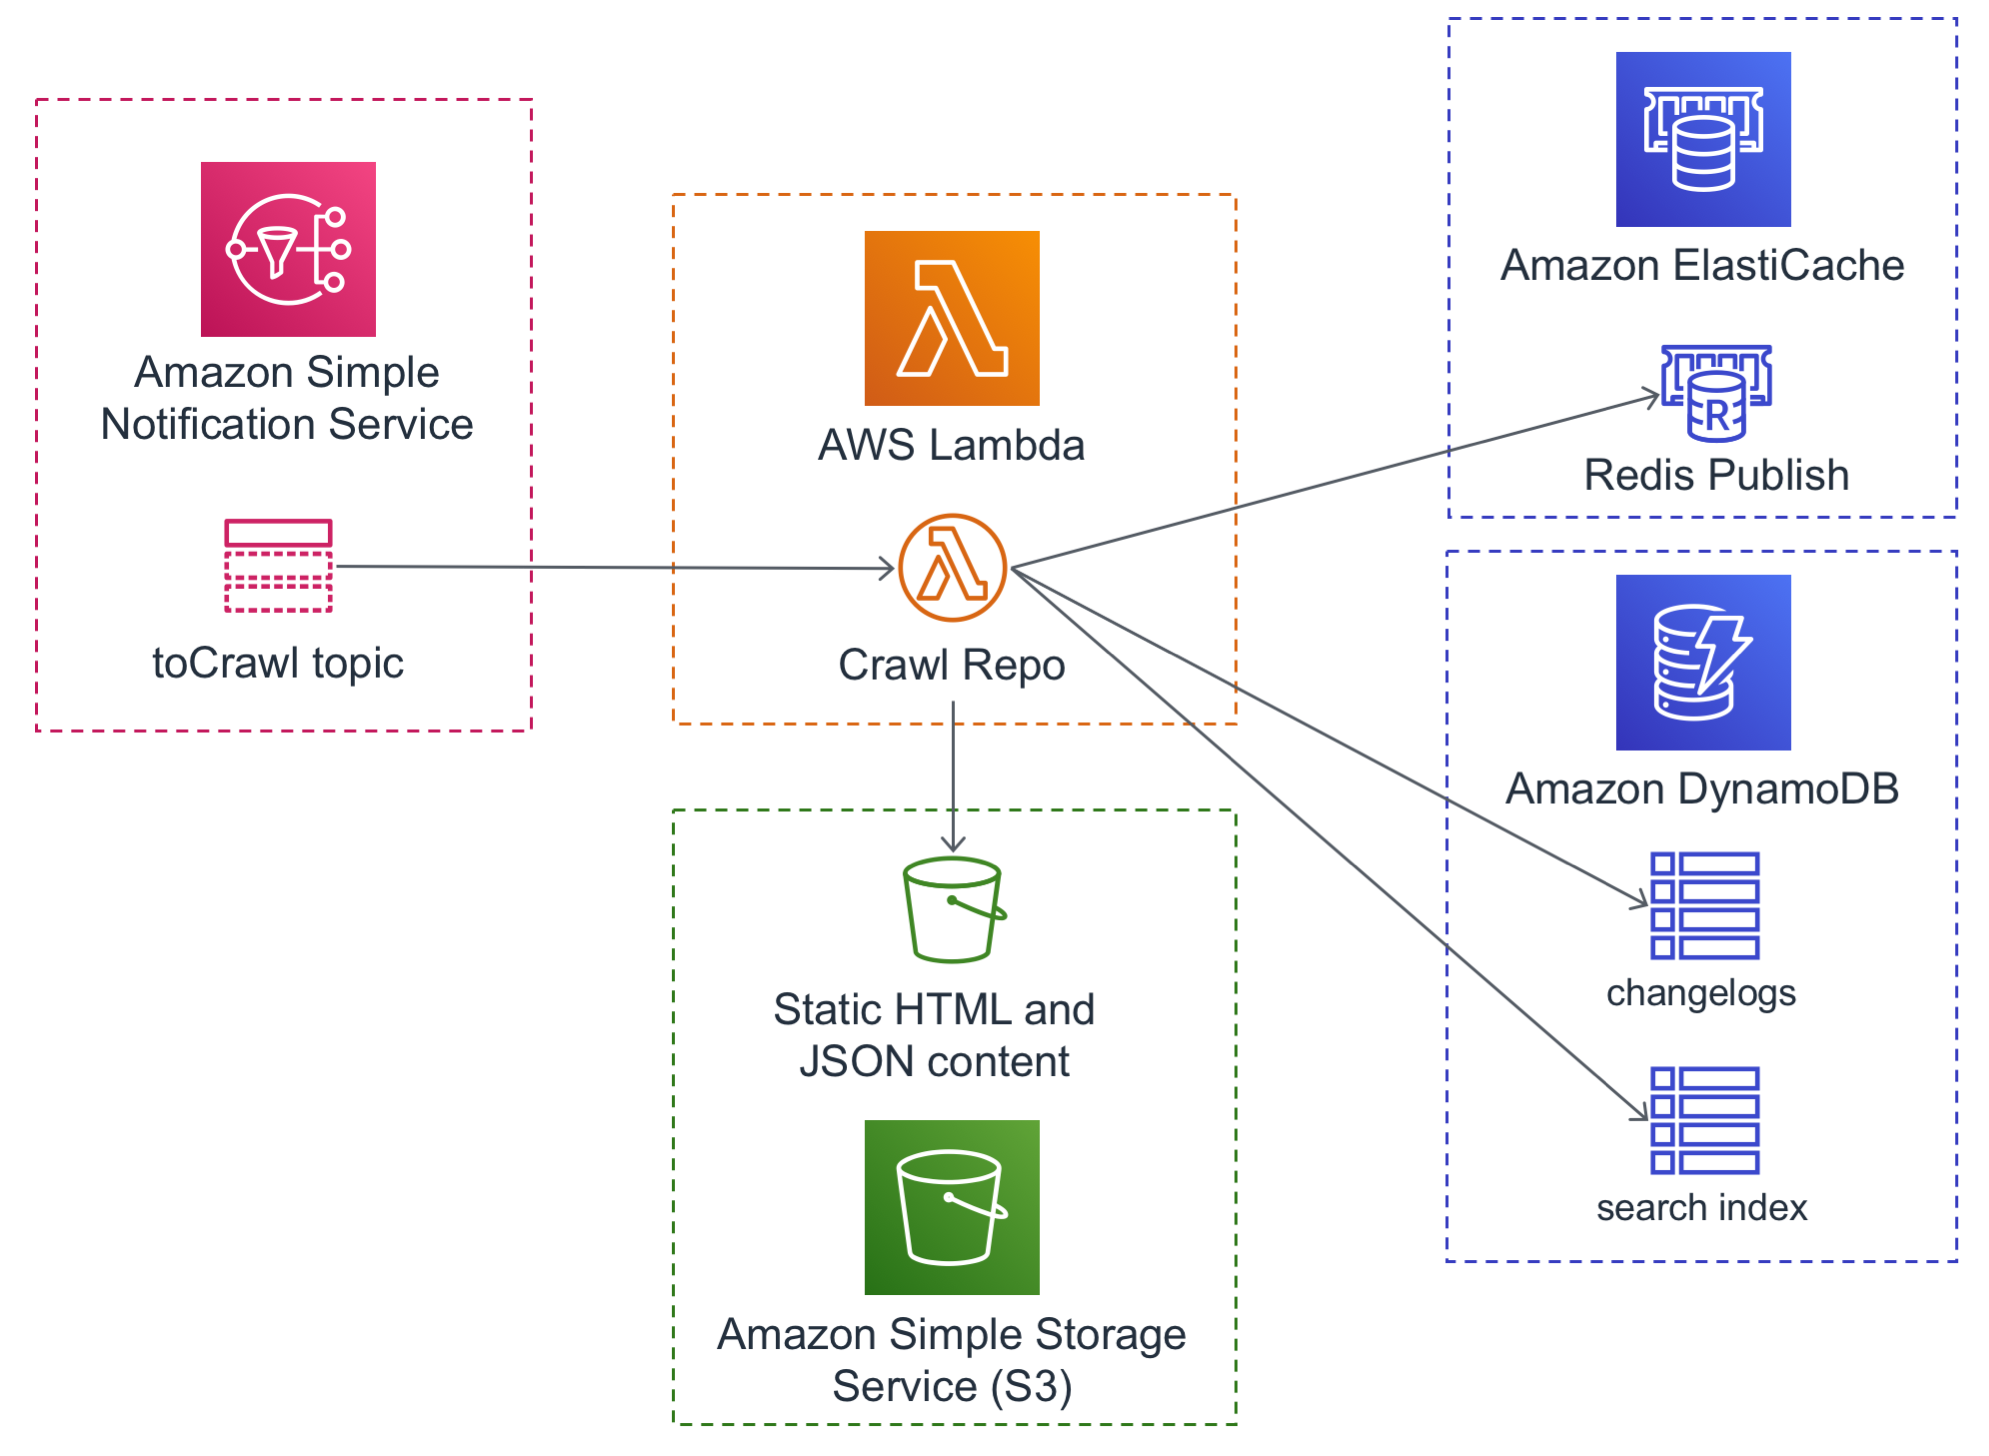 Amazon Simple
Notification Service
toCrawl topic
AWS Lambda
Crawl Repo
Static HTML and
JSON content
Amazon Simple Storage
Service (S3)
Amazon ElastiCache
R
Redis Publish
Amazon DynamoDB
changelogs
search index